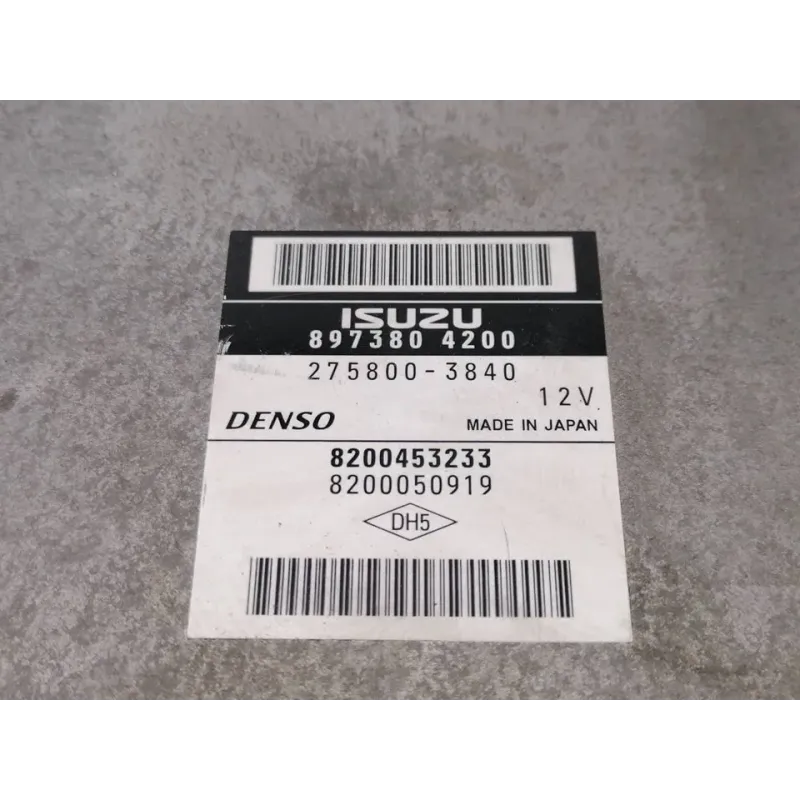 ISUZU
897380 4200
275800-3840
12V
DENSO MADE IN JAPAN
8200453233
8200050919
DH5